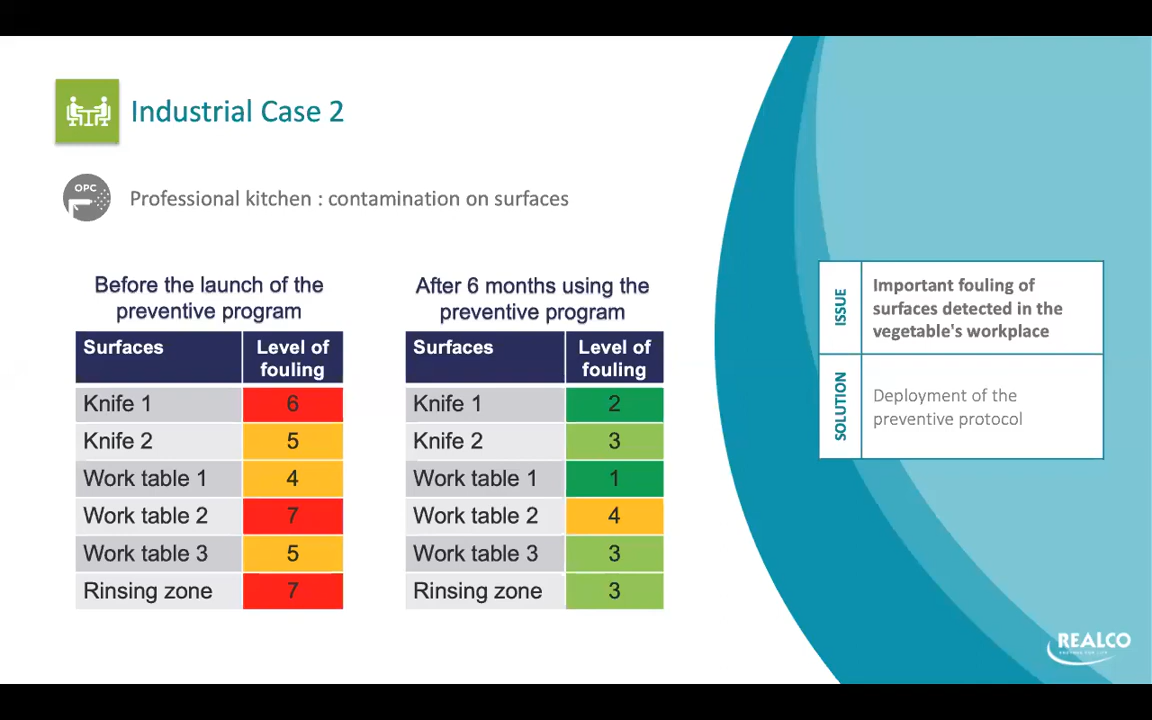 Industrial Case 2
OPC
Professional kitchen : contamination on surfaces
Before the launch of the
preventive program
Surfaces Level of
fouling
Knife 1 6
Knife 2 5
Work table 1 4
Work table 2 7
Work table 3 5
Rinsing zone 7
After 6 months using the
preventive program
Surfaces Level of
fouling
Knife 1 2
Knife 2 3
Work table 1 1
Work table 2 4
Work table 3 3
Rinsing zone 3
ISSUE
Important fouling of
surfaces detected in the
vegetable's workplace
SOLUTION
Deployment of the
preventive protocol
REALCO